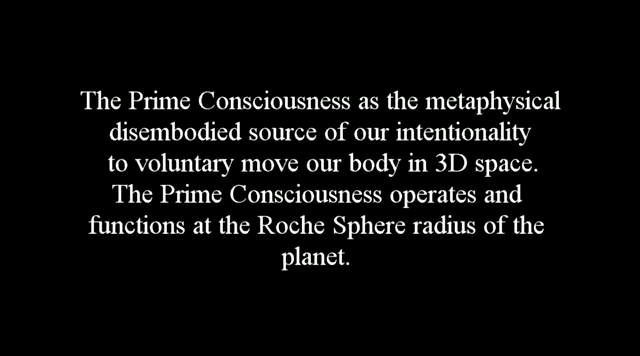 The Prime Consciousness as the metaphysical
disembodied source of our intentionality
to voluntary move our body in 3D space.
The Prime Consciousness operates and
functions at the Roche Sphere radius of the
planet.